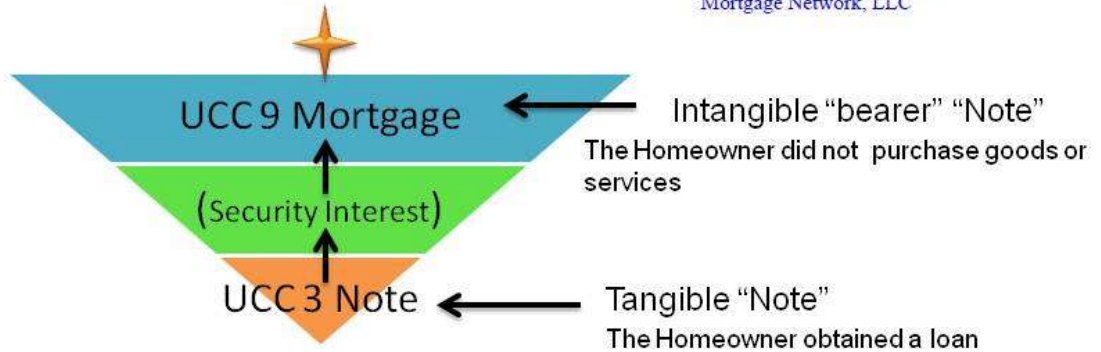 Mortgage Network, LLC
UCC 9 Mortgage
Intangible “bearer” “Note”
The Homeowner did not purchase goods or
services
(Security Interest)
UCC 3 Note
Tangible “Note”
The Homeowner obtained a loan